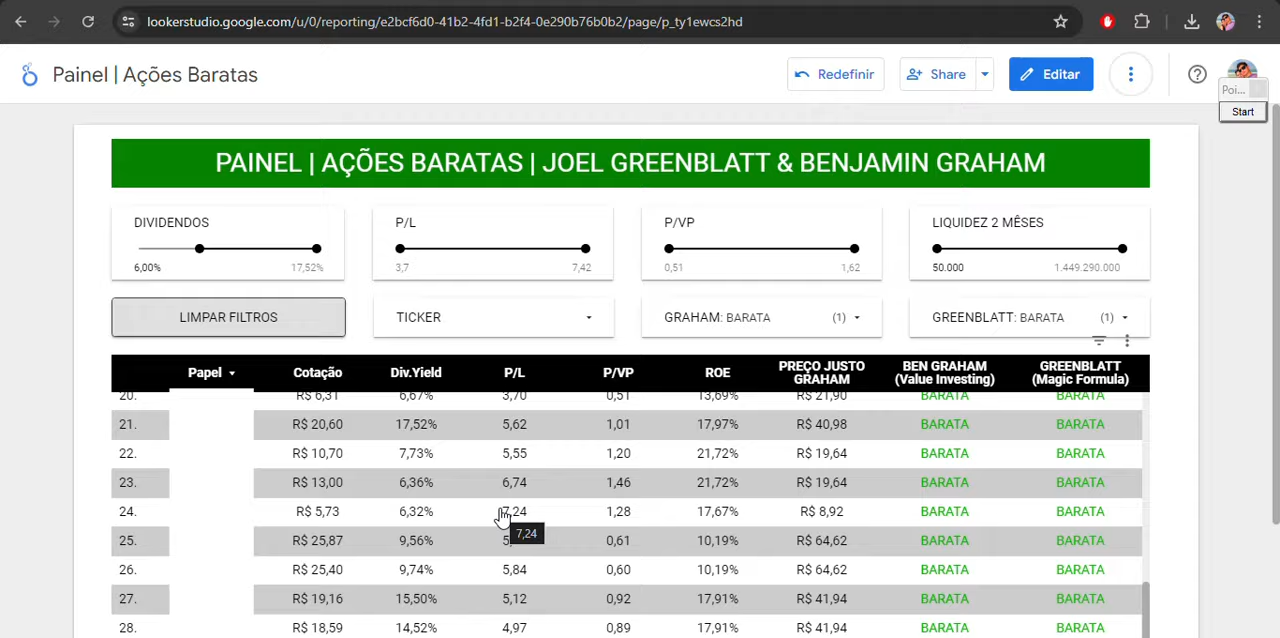 lookerstudio.google.com/u/0/reporting/e2bcf6d0-41b2-4fd1-b2f4-0e290b76b0b2/page/p_ty1ewcs2hd
Painel | Ações Baratas
Redefinir
Share
Editar
Poi...
Start
PAINEL | AÇÕES BARATAS | JOEL GREENBLATT & BENJAMIN GRAHAM
DIVIDENDOS P/L P/VP LIQUIDEZ 2 MÊSES
6,00% 17,52% 3,7 7,42 0,51 1,62 50.000 1.449.290.000
LIMPAR FILTROS TICKER GRAHAM: BARATA (1) GREENBLATT: BARATA (1)
Papel Cotação Div.Yield P/L P/VP ROE PREÇO JUSTO GRAHAM BEN GRAHAM (Value Investing) GREENBLATT (Magic Formula)
20. R$ 6,31 6,67% 3,70 0,51 13,69% R$ 21,90 BARATA BARATA
21. R$ 20,60 17,52% 5,62 1,01 17,97% R$ 40,98 BARATA BARATA
22. R$ 10,70 7,73% 5,55 1,20 21,72% R$ 19,64 BARATA BARATA
23. R$ 13,00 6,36% 6,74 1,46 21,72% R$ 19,64 BARATA BARATA
24. R$ 5,73 6,32% 7,24 1,28 17,67% R$ 8,92 BARATA BARATA
7,24
25. R$ 25,87 9,56% 0,61 10,19% R$ 64,62 BARATA BARATA
26. R$ 25,40 9,74% 5,84 0,60 10,19% R$ 64,62 BARATA BARATA
27. R$ 19,16 15,50% 5,12 0,92 17,91% R$ 41,94 BARATA BARATA
28. R$ 18,59 14,52% 4,97 0,89 17,91% R$ 41,94 BARATA BARATA